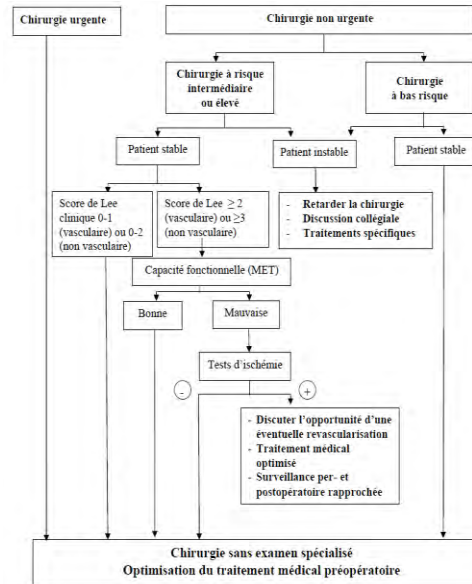 Chirurgie urgente
Chirurgie non urgente
Chirurgie à risque
intermédiaire
ou élevé
Chirurgie
à bas risque
Patient stable
Patient instable
Patient stable
Score de Lee
clinique 0-1
(vasculaire) ou 0-2
(non vasculaire)
Score de Lee ≥ 2
(vasculaire) ou ≥3
(non vasculaire)
- Retarder la chirurgie
- Discussion collégiale
- Traitements spécifiques
Capacité fonctionnelle (MET)
Bonne
Mauvaise
Tests d'ischémie
-
+
- Discuter l'opportunité d'une
éventuelle revascularisation
- Traitement médical
optimisé
- Surveillance per- et
postopératoire rapprochée
Chirurgie sans examen spécialisé
Optimisation du traitement médical préopératoire